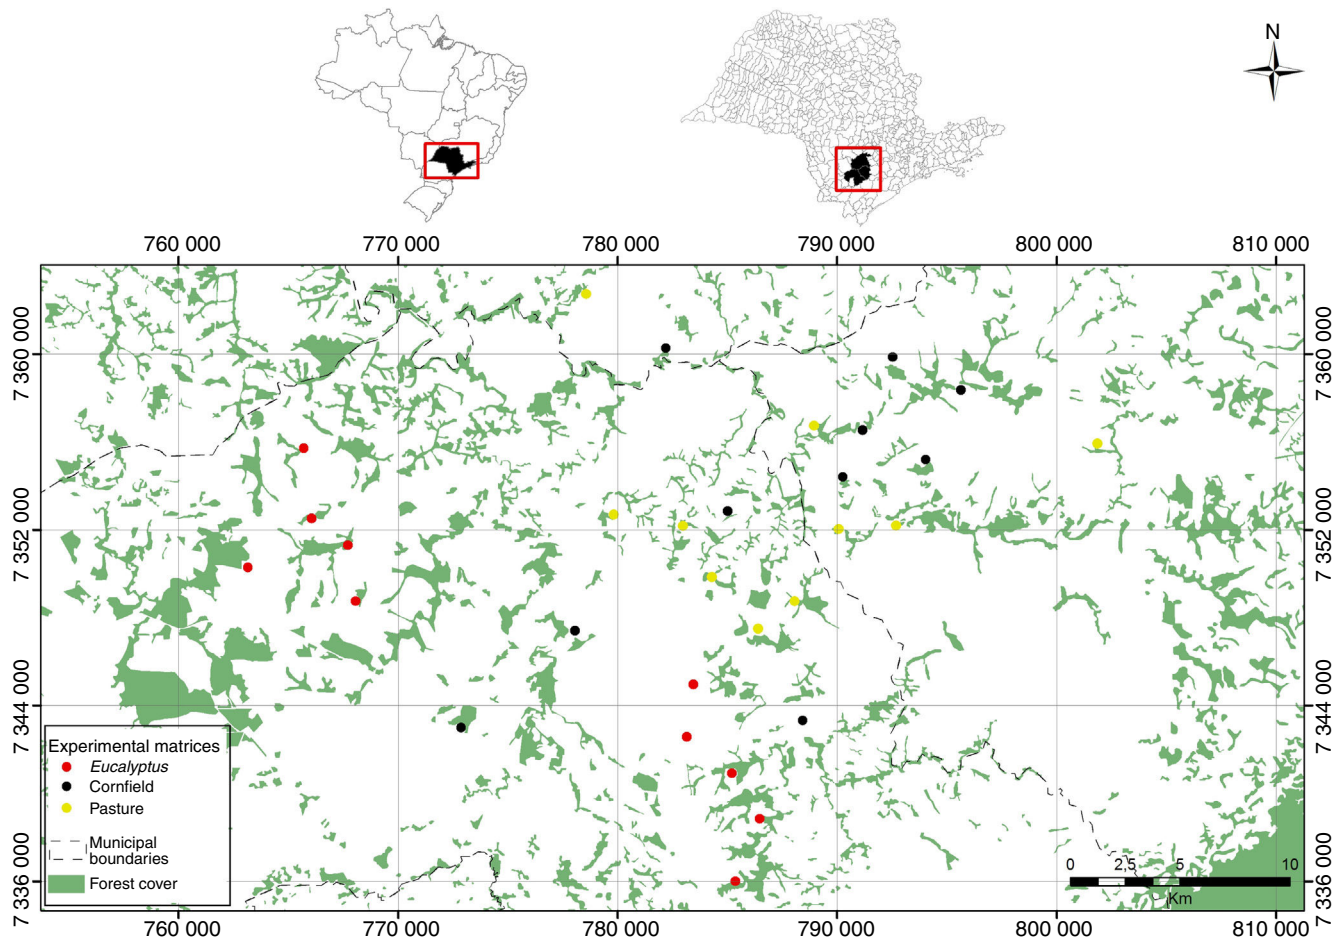 N
760 000 770 000 780 000 790 000 800 000 810 000
7 360 000
7 352 000
7 344 000
7 336 000
7 360 000
7 352 000
7 344 000
7 336 000
Experimental matrices
Eucalyptus
Cornfield
Pasture
Municipal
boundaries
Forest cover
0 2,5 5 10
Km
760 000 770 000 780 000 790 000 800 000 810 000